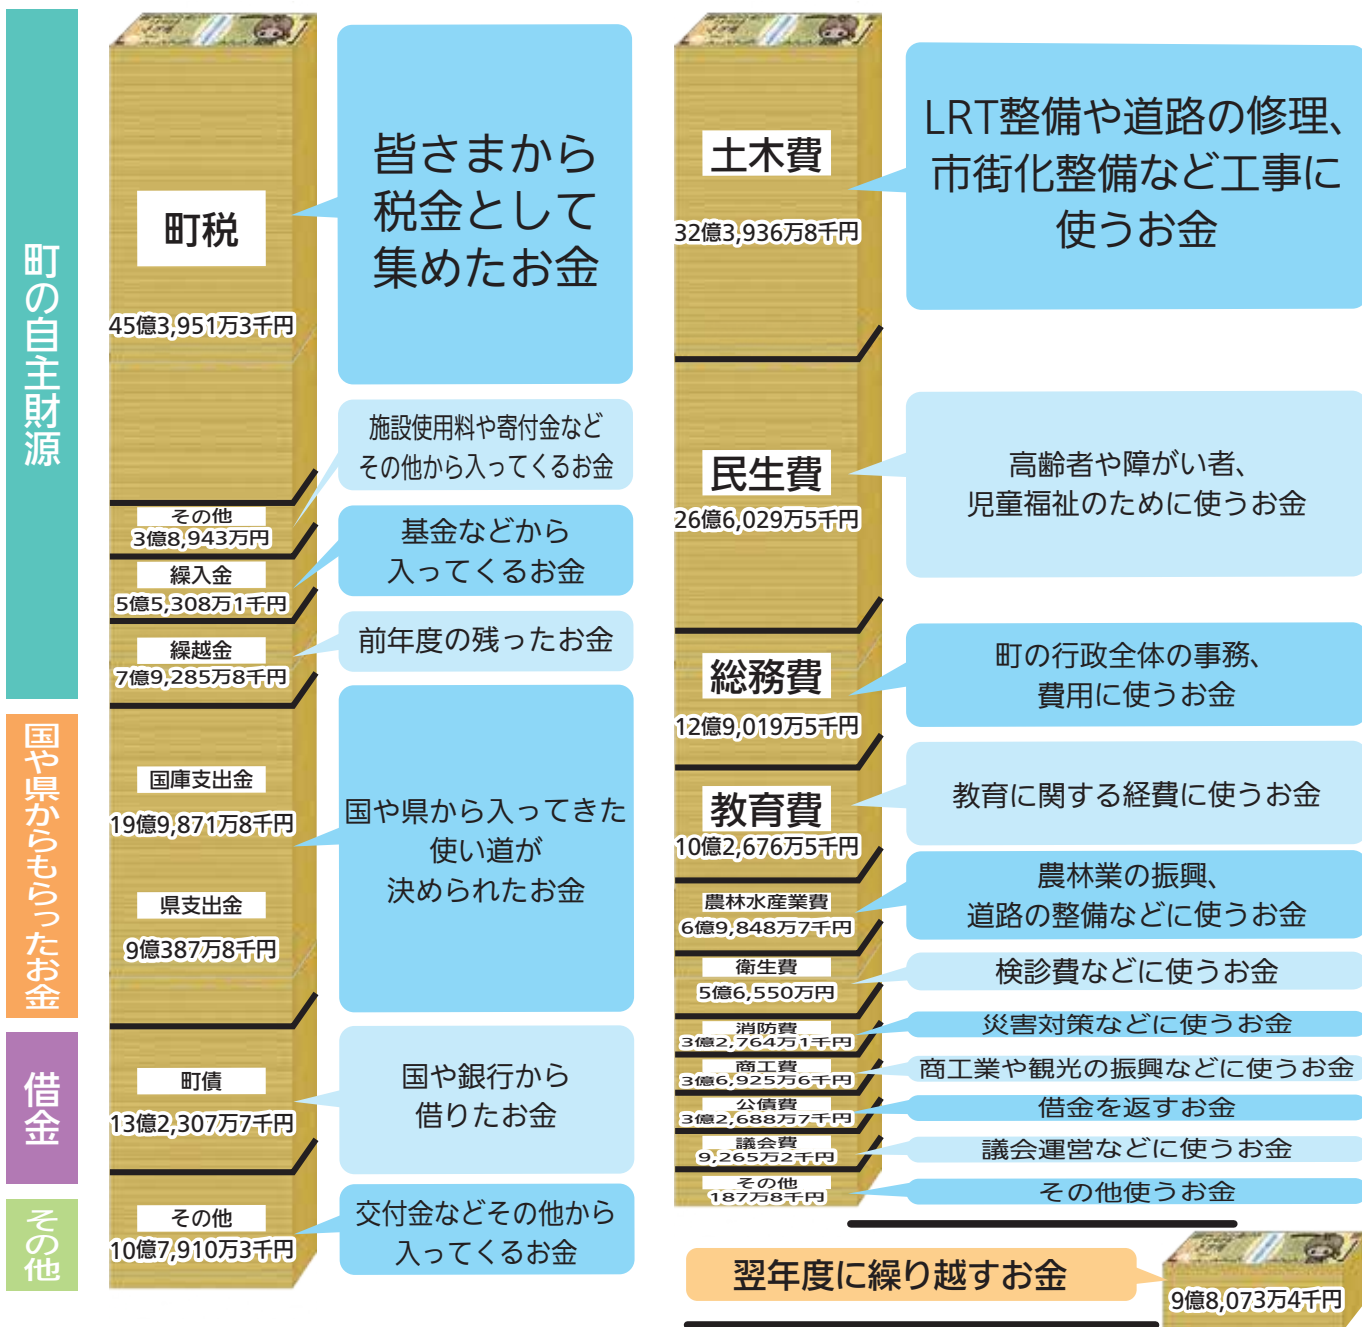 町の自主財源
町税
45億3,951万3千円
皆さまから
税金として
集めたお金
その他
3億8,943万円
施設使用料や寄付金など
その他から入ってくるお金
繰入金
5億5,308万1千円
基金などから
入ってくるお金
繰越金
7億9,285万8千円
前年度の残ったお金
国や県からもらったお金
国庫支出金
19億9,871万8千円
県支出金
9億387万8千円
国や県から入ってきた
使い道が
決められたお金
借金
町債
13億2,307万7千円
国や銀行から
借りたお金
その他
その他
10億7,910万3千円
交付金などその他から
入ってくるお金
土木費
32億3,936万8千円
LRT整備や道路の修理、
市街化整備など工事に
使うお金
民生費
26億6,029万5千円
高齢者や障がい者、
児童福祉のために使うお金
総務費
12億9,019万5千円
町の行政全体の事務、
費用に使うお金
教育費
10億2,676万5千円
教育に関する経費に使うお金
農林水産業費
6億9,848万7千円
農林業の振興、
道路の整備などに使うお金
衛生費
5億6,550万円
検診費などに使うお金
消防費
3億2,764万1千円
災害対策などに使うお金
商工費
3億6,925万6千円
商工業や観光の振興などに使うお金
公債費
3億2,688万7千円
借金を返すお金
議会費
9,265万2千円
議会運営などに使うお金
その他
187万8千円
その他使うお金
翌年度に繰り越すお金
9億8,073万4千円